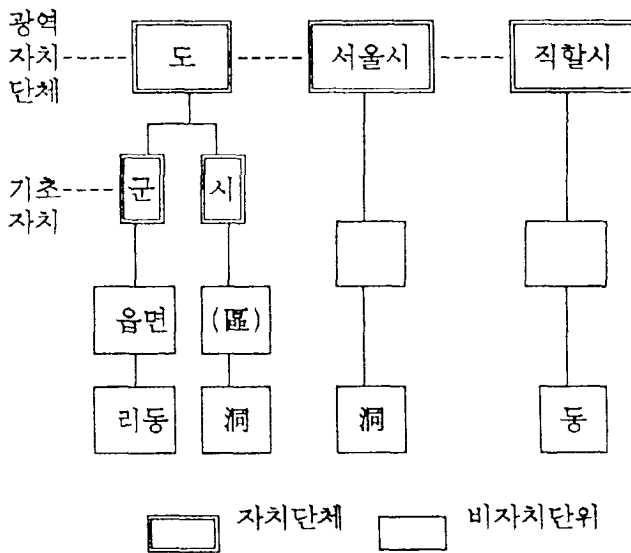 광역
자치
단체
도 서울시 직할시
기초
자치
군 시
읍면 (區)
리동 洞 洞 동
자치단체 비자치단위